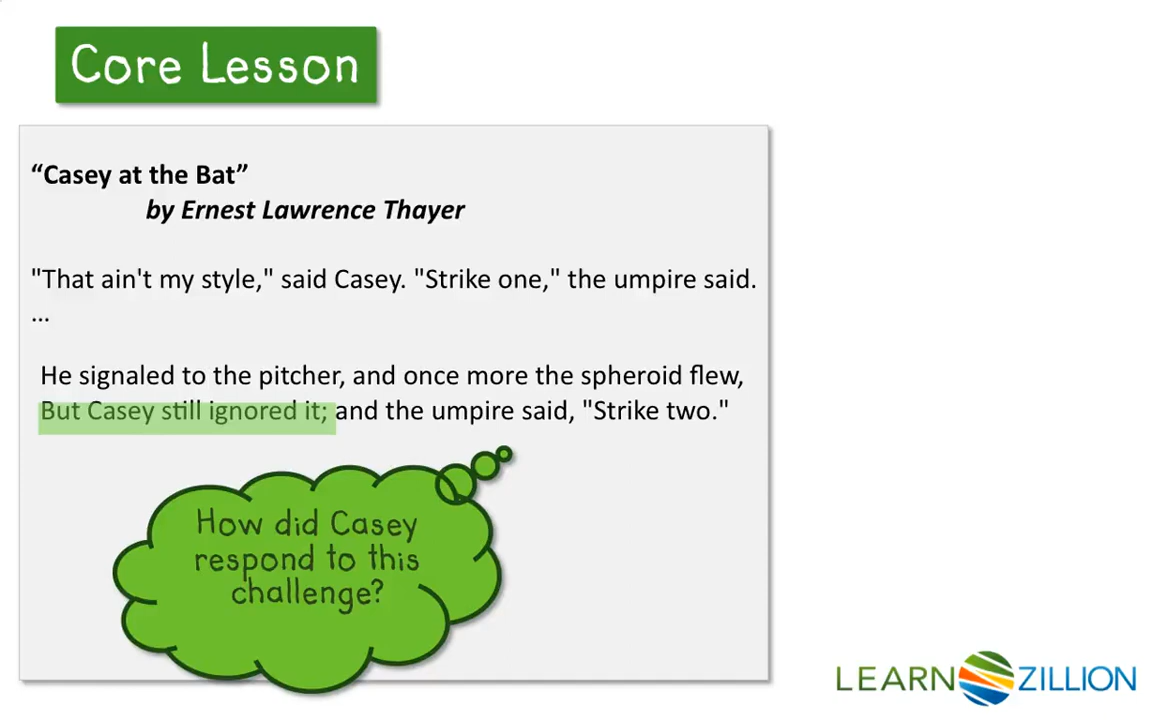 Core Lesson
“Casey at the Bat”
by Ernest Lawrence Thayer
"That ain't my style," said Casey. "Strike one," the umpire said.
...
He signaled to the pitcher, and once more the spheroid flew,
But Casey still ignored it; and the umpire said, "Strike two."
How did Casey
respond to this
challenge?
LEARN ZILLION